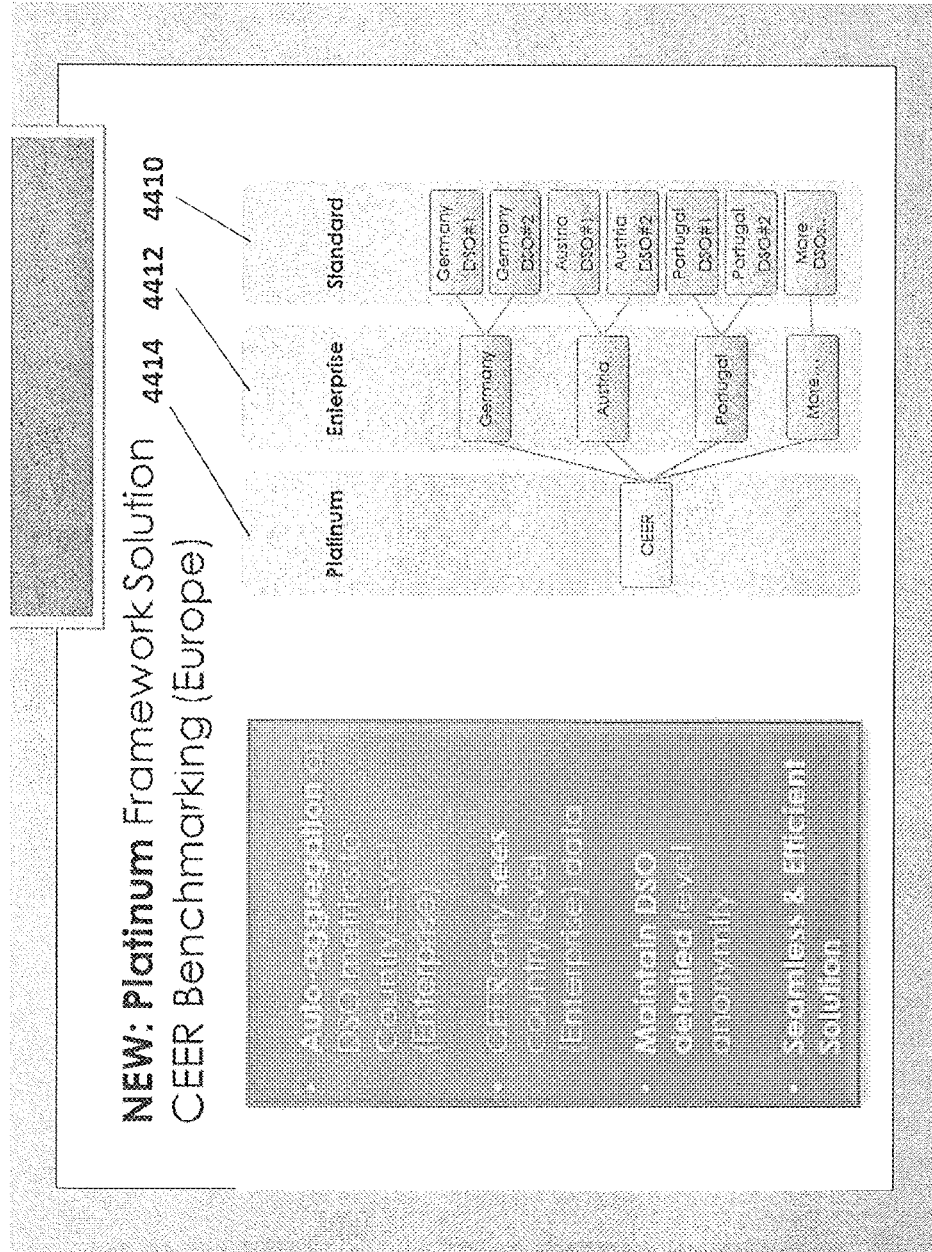 NEW: Platinum Framework Solution
CEER Benchmarking (Europe)
4414
4412
4410
• Auto-aggregation
DSO metrics to
Country level
(Enterprise)
• CEER only sees
country level
Enterprise data
• Maintain DSO
detailed level
anonymity
• Seamless & Efficient
Solution
Platinum
Enterprise
Standard
CEER
Germany
Austria
Portugal
More...
Germany
DSO#1
Germany
DSO#2
Austria
DSO#1
Austria
DSO#2
Portugal
DSO#1
Portugal
DSO#2
More
DSOs...